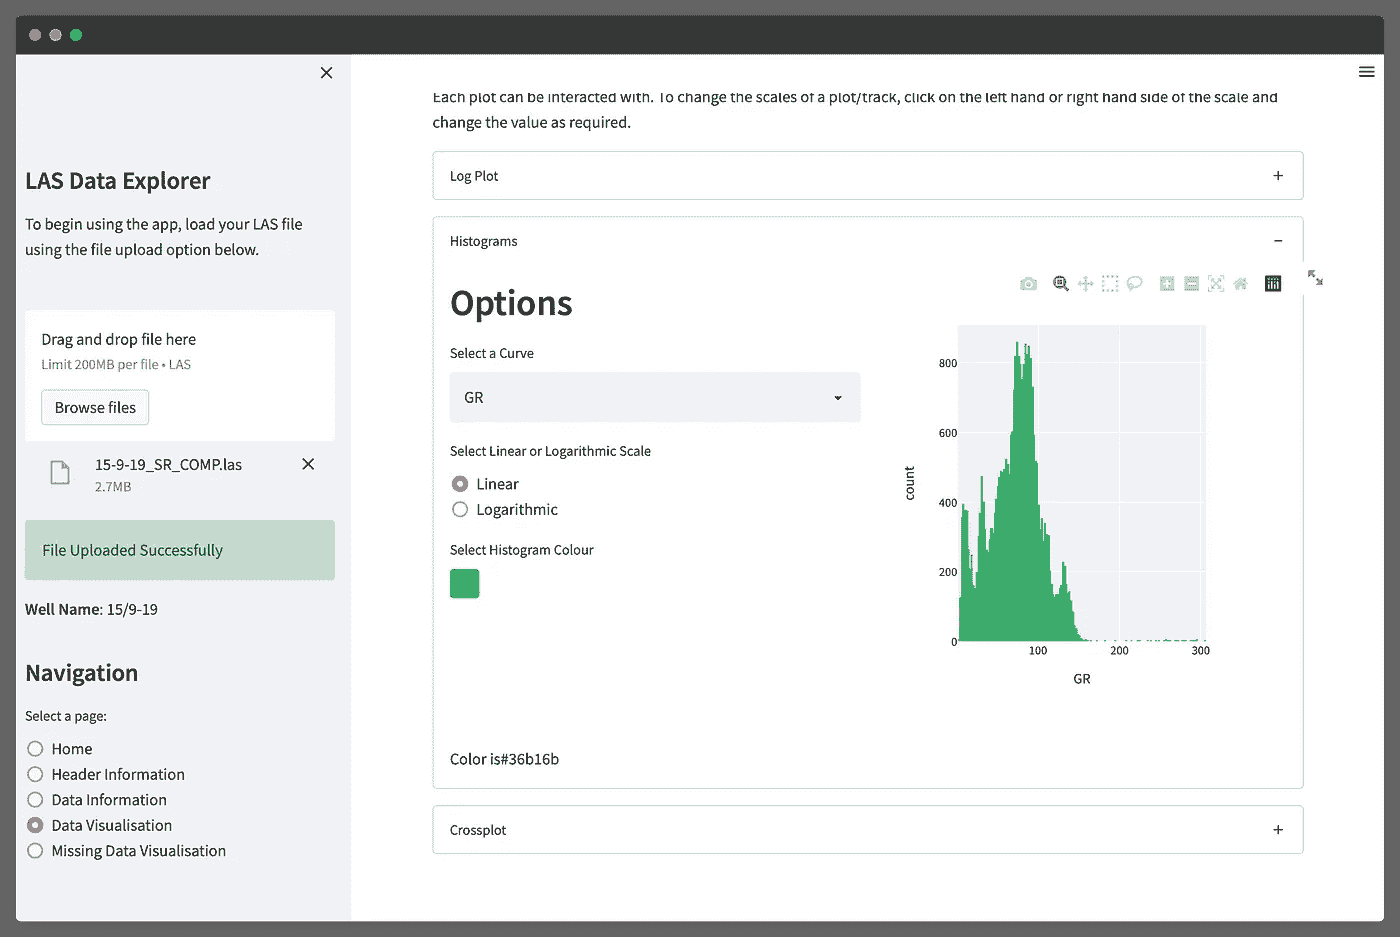 LAS Data Explorer
To begin using the app, load your LAS file
using the file upload option below.
Drag and drop file here
Limit 200MB per file • LAS
Browse files
15-9-19_SR_COMP.las
2.7MB
File Uploaded Successfully
Well Name: 15/9-19
Navigation
Select a page:
Home
Header Information
Data Information
Data Visualisation
Missing Data Visualisation
Each plot can be interacted with. To change the scales of a plot/track, click on the left hand or right hand side of the scale and
change the value as required.
Log Plot
Histograms
Options
Select a Curve
GR
Select Linear or Logarithmic Scale
Linear
Logarithmic
Select Histogram Colour
800
600
400
200
0
count
100
200
300
GR
Color is#36b16b
Crossplot